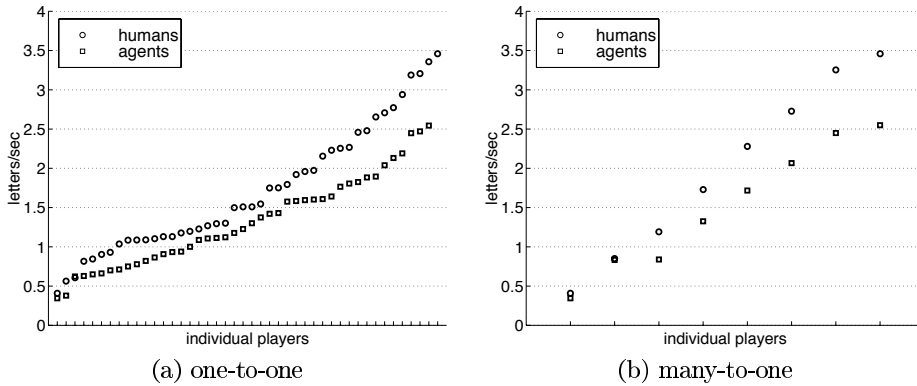 4
3.5
3
2.5
2
1.5
1
0.5
0
letters/sec
humans
agents
individual players
(a) one-to-one
4
3.5
3
2.5
2
1.5
1
0.5
0
letters/sec
humans
agents
individual players
(b) many-to-one